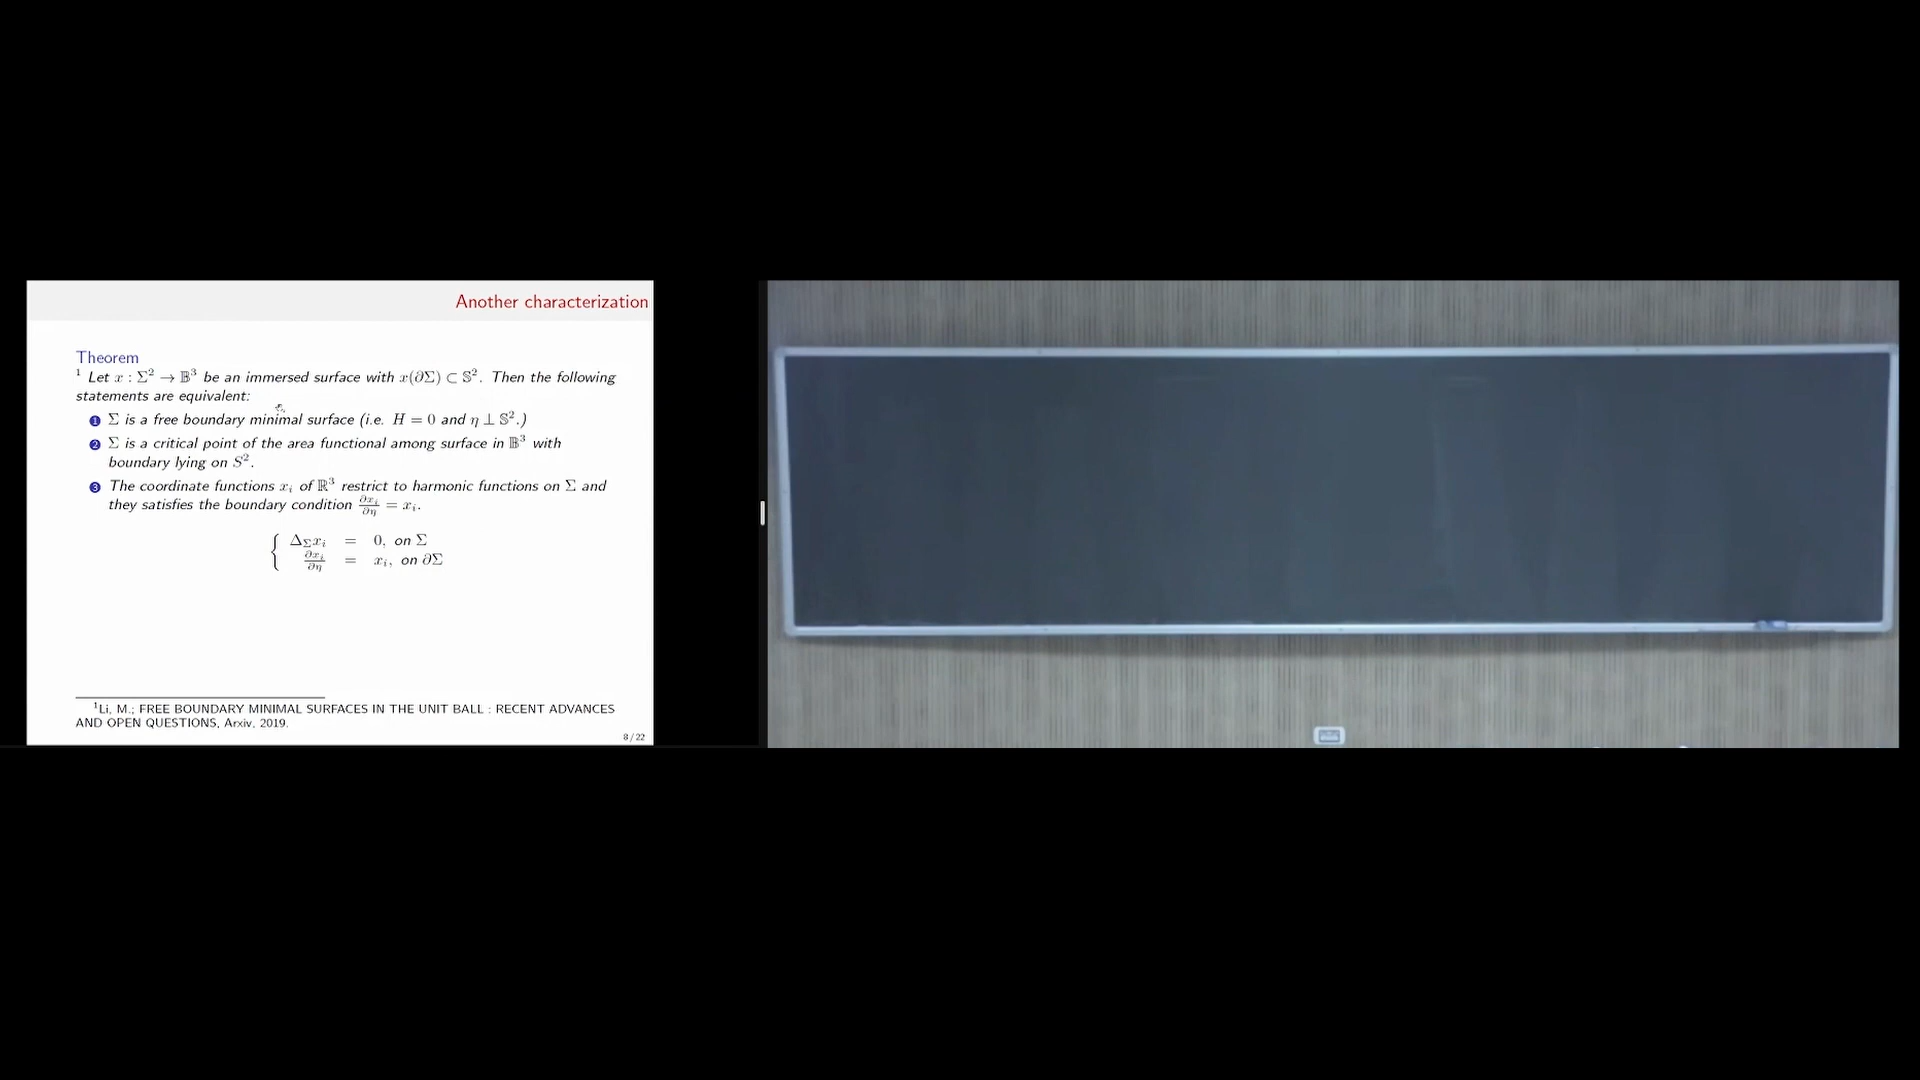 Another characterization
Theorem
¹ Let x : Σ² → 𝔹³ be an immersed surface with x(∂Σ) ⊂ 𝕊². Then the following
statements are equivalent:
1 Σ is a free boundary minimal surface (i.e. H = 0 and η ⊥ 𝕊².)
2 Σ is a critical point of the area functional among surface in 𝔹³ with
boundary lying on S².
3 The coordinate functions xᵢ of ℝ³ restrict to harmonic functions on Σ and
they satisfies the boundary condition ∂xᵢ/∂η = xᵢ.
{ Δ_Σ xᵢ = 0, on Σ
∂xᵢ/∂η = xᵢ, on ∂Σ
¹Li, M.; FREE BOUNDARY MINIMAL SURFACES IN THE UNIT BALL : RECENT ADVANCES
AND OPEN QUESTIONS, Arxiv, 2019.
8 / 22